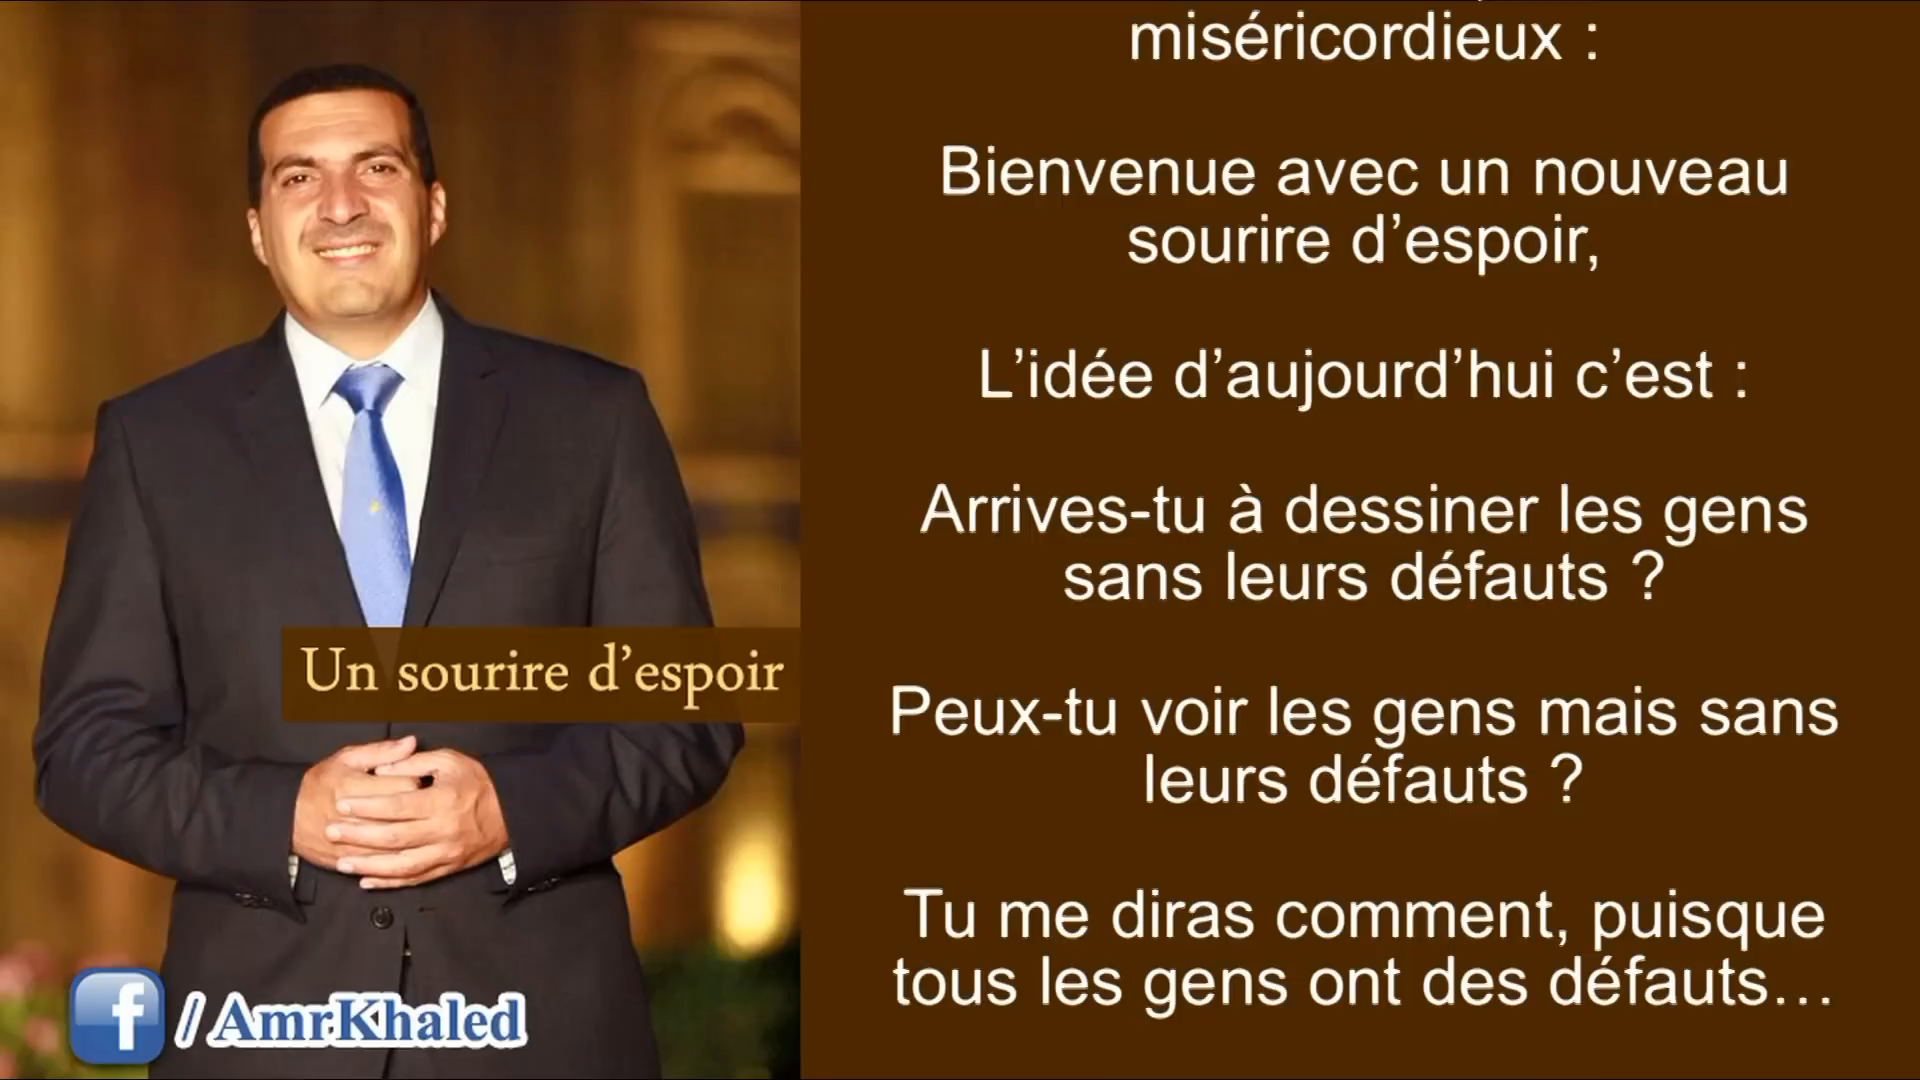 miséricordieux :
Bienvenue avec un nouveau
sourire d’espoir,
L’idée d’aujourd’hui c’est :
Arrives-tu à dessiner les gens
sans leurs défauts ?
Peux-tu voir les gens mais sans
leurs défauts ?
Tu me diras comment, puisque
tous les gens ont des défauts…
Un sourire d’espoir
f / AmrKhaled